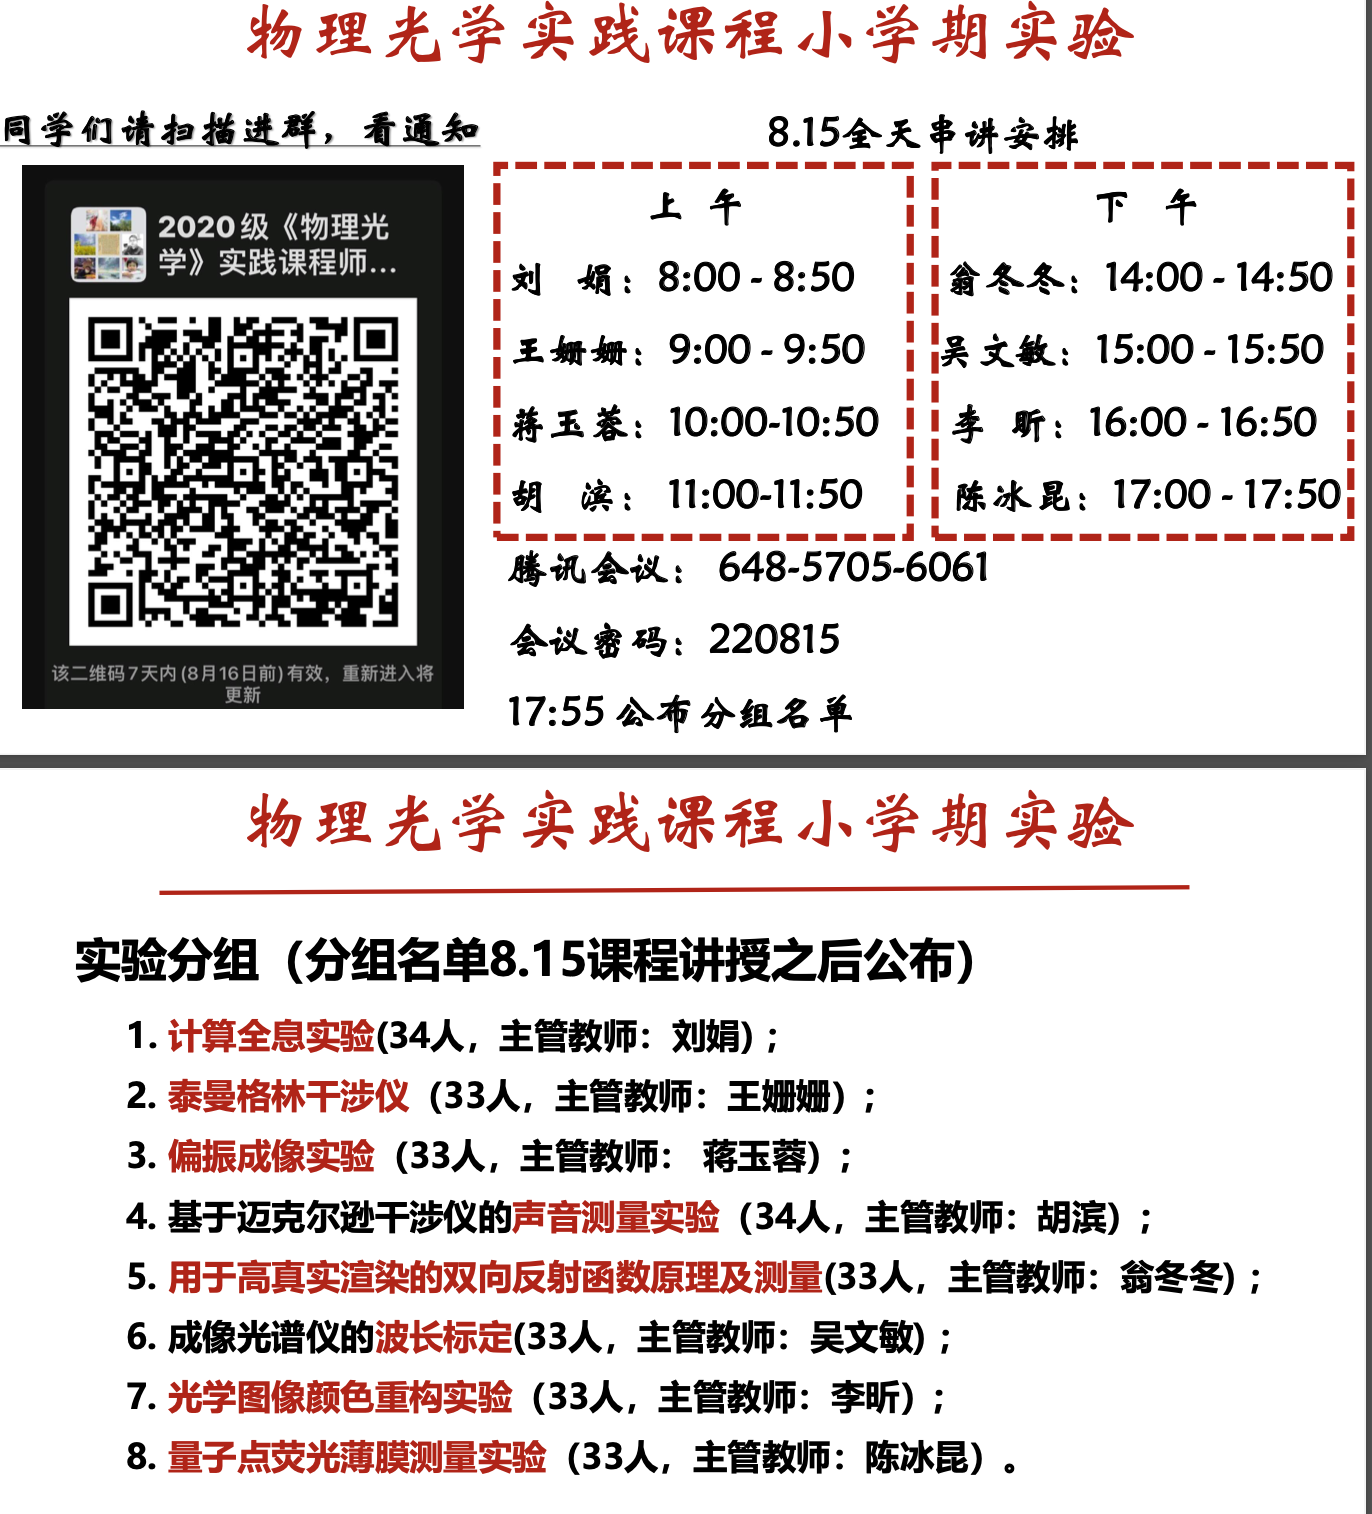 物理光学实践课程小学期实验
同学们请扫描进群，看通知
2020级《物理光
学》实践课程师...
该二维码7天内(8月16日前)有效，重新进入将
更新
8.15全天串讲安排
上 午
刘 娟：8:00 - 8:50
王姗姗：9:00 - 9:50
蒋玉蓉：10:00-10:50
胡 滨：11:00-11:50
下 午
翁冬冬：14:00 - 14:50
吴文敏：15:00 - 15:50
李 昕：16:00 - 16:50
陈冰昆：17:00 - 17:50
腾讯会议： 648-5705-6061
会议密码：220815
17:55 公布分组名单
物理光学实践课程小学期实验
实验分组（分组名单8.15课程讲授之后公布）
1. 计算全息实验(34人，主管教师：刘娟)；
2. 泰曼格林干涉仪（33人，主管教师：王姗姗）；
3. 偏振成像实验（33人，主管教师： 蒋玉蓉）；
4. 基于迈克尔逊干涉仪的声音测量实验（34人，主管教师：胡滨）；
5. 用于高真实渲染的双向反射函数原理及测量(33人，主管教师：翁冬冬)；
6. 成像光谱仪的波长标定(33人，主管教师：吴文敏)；
7. 光学图像颜色重构实验（33人，主管教师：李昕）；
8. 量子点荧光薄膜测量实验（33人，主管教师：陈冰昆）。